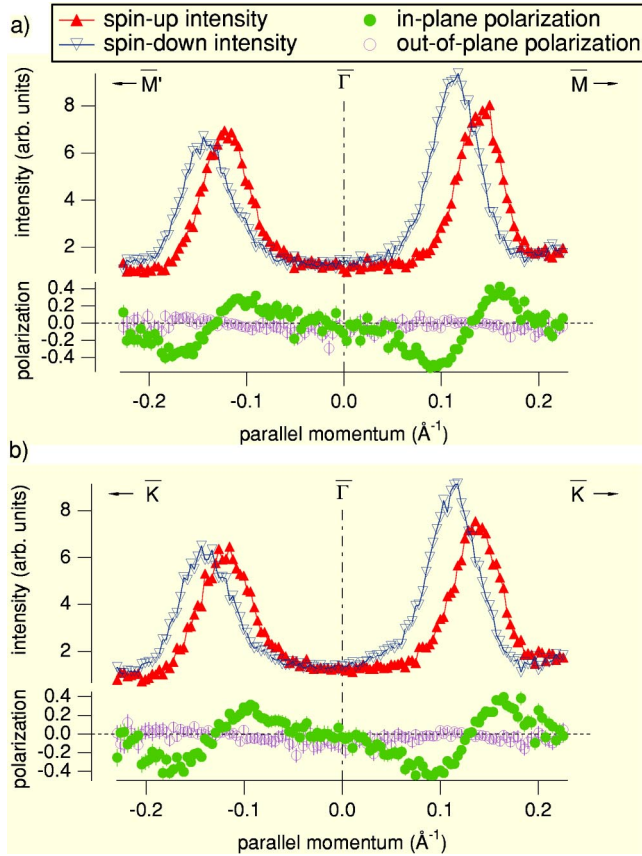 a)
spin-up intensity
in-plane polarization
spin-down intensity
out-of-plane polarization
M'
Γ
M
intensity (arb. units)
8
6
4
2
polarization
0.4
0.2
0.0
-0.2
-0.4
-0.2
-0.1
0.0
0.1
0.2
parallel momentum (Å⁻¹)
b)
K
Γ
K
intensity (arb. units)
8
6
4
2
polarization
0.4
0.2
0.0
-0.2
-0.4
-0.2
-0.1
0.0
0.1
0.2
parallel momentum (Å⁻¹)